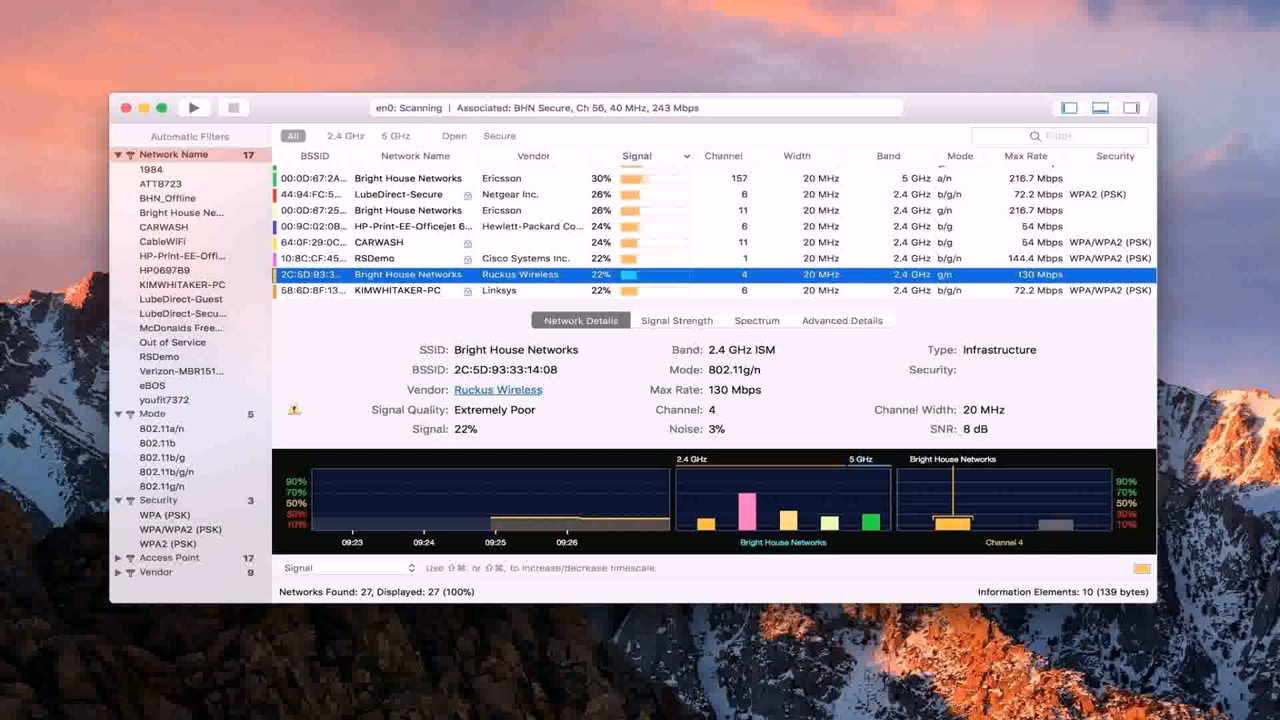 en0: Scanning | Associated: BHN Secure, Ch 56, 40 MHz, 243 Mbps
Automatic Filters
Network Name 17
1984
ATT8723
BHN_Offline
Bright House Ne...
CARWASH
CableWiFi
HP-Print-EE-Offi...
HP0697B9
KIMWHITAKER-PC
LubeDirect-Guest
LubeDirect-Secu...
McDonalds Free...
Out of Service
RSDemo
Verizon-MBR151...
eBOS
youfit7372
Mode 5
802.11a/n
802.11b
802.11b/g
802.11b/g/n
802.11g/n
Security 3
WPA (PSK)
WPA/WPA2 (PSK)
WPA2 (PSK)
Access Point 17
Vendor 9
All 2.4 GHz 5 GHz Open Secure Filter
BSSID Network Name Vendor Signal Channel Width Band Mode Max Rate Security
00:0D:67:2A... Bright House Networks Ericsson 30% 157 20 MHz 5 GHz a/n 216.7 Mbps
44:94:FC:5... LubeDirect-Secure Netgear Inc. 26% 6 20 MHz 2.4 GHz b/g/n 72.2 Mbps WPA2 (PSK)
00:0D:67:25... Bright House Networks Ericsson 26% 11 20 MHz 2.4 GHz b/g/n 216.7 Mbps
00:9C:02:0B... HP-Print-EE-Officejet 6... Hewlett-Packard Co... 24% 6 20 MHz 2.4 GHz b/g 54 Mbps
64:0F:29:0C... CARWASH 24% 11 20 MHz 2.4 GHz b/g 54 Mbps WPA/WPA2 (PSK)
10:8C:CF:45... RSDemo Cisco Systems Inc. 24% 1 20 MHz 2.4 GHz b/g/n 144.4 Mbps WPA/WPA2 (PSK)
2C:5D:93:3... Bright House Networks Ruckus Wireless 22% 4 20 MHz 2.4 GHz g/n 130 Mbps
58:6D:8F:13... KIMWHITAKER-PC Linksys 22% 6 20 MHz 2.4 GHz b/g/n 72.2 Mbps WPA/WPA2 (PSK)
Network Details Signal Strength Spectrum Advanced Details
SSID: Bright House Networks Band: 2.4 GHz ISM Type: Infrastructure
BSSID: 2C:5D:93:33:14:08 Mode: 802.11g/n Security:
Vendor: Ruckus Wireless Max Rate: 130 Mbps
Signal Quality: Extremely Poor Channel: 4 Channel Width: 20 MHz
Signal: 22% Noise: 3% SNR: 8 dB
2.4 GHz 5 GHz Bright House Networks
90% 90%
70% 70%
50% 50%
30% 30%
10% 10%
09:23 09:24 09:25 09:26 Bright House Networks Channel 4
Signal Use ⇧⌘. or ⇧⌘, to increase/decrease timescale.
Networks Found: 27, Displayed: 27 (100%) Information Elements: 10 (139 bytes)